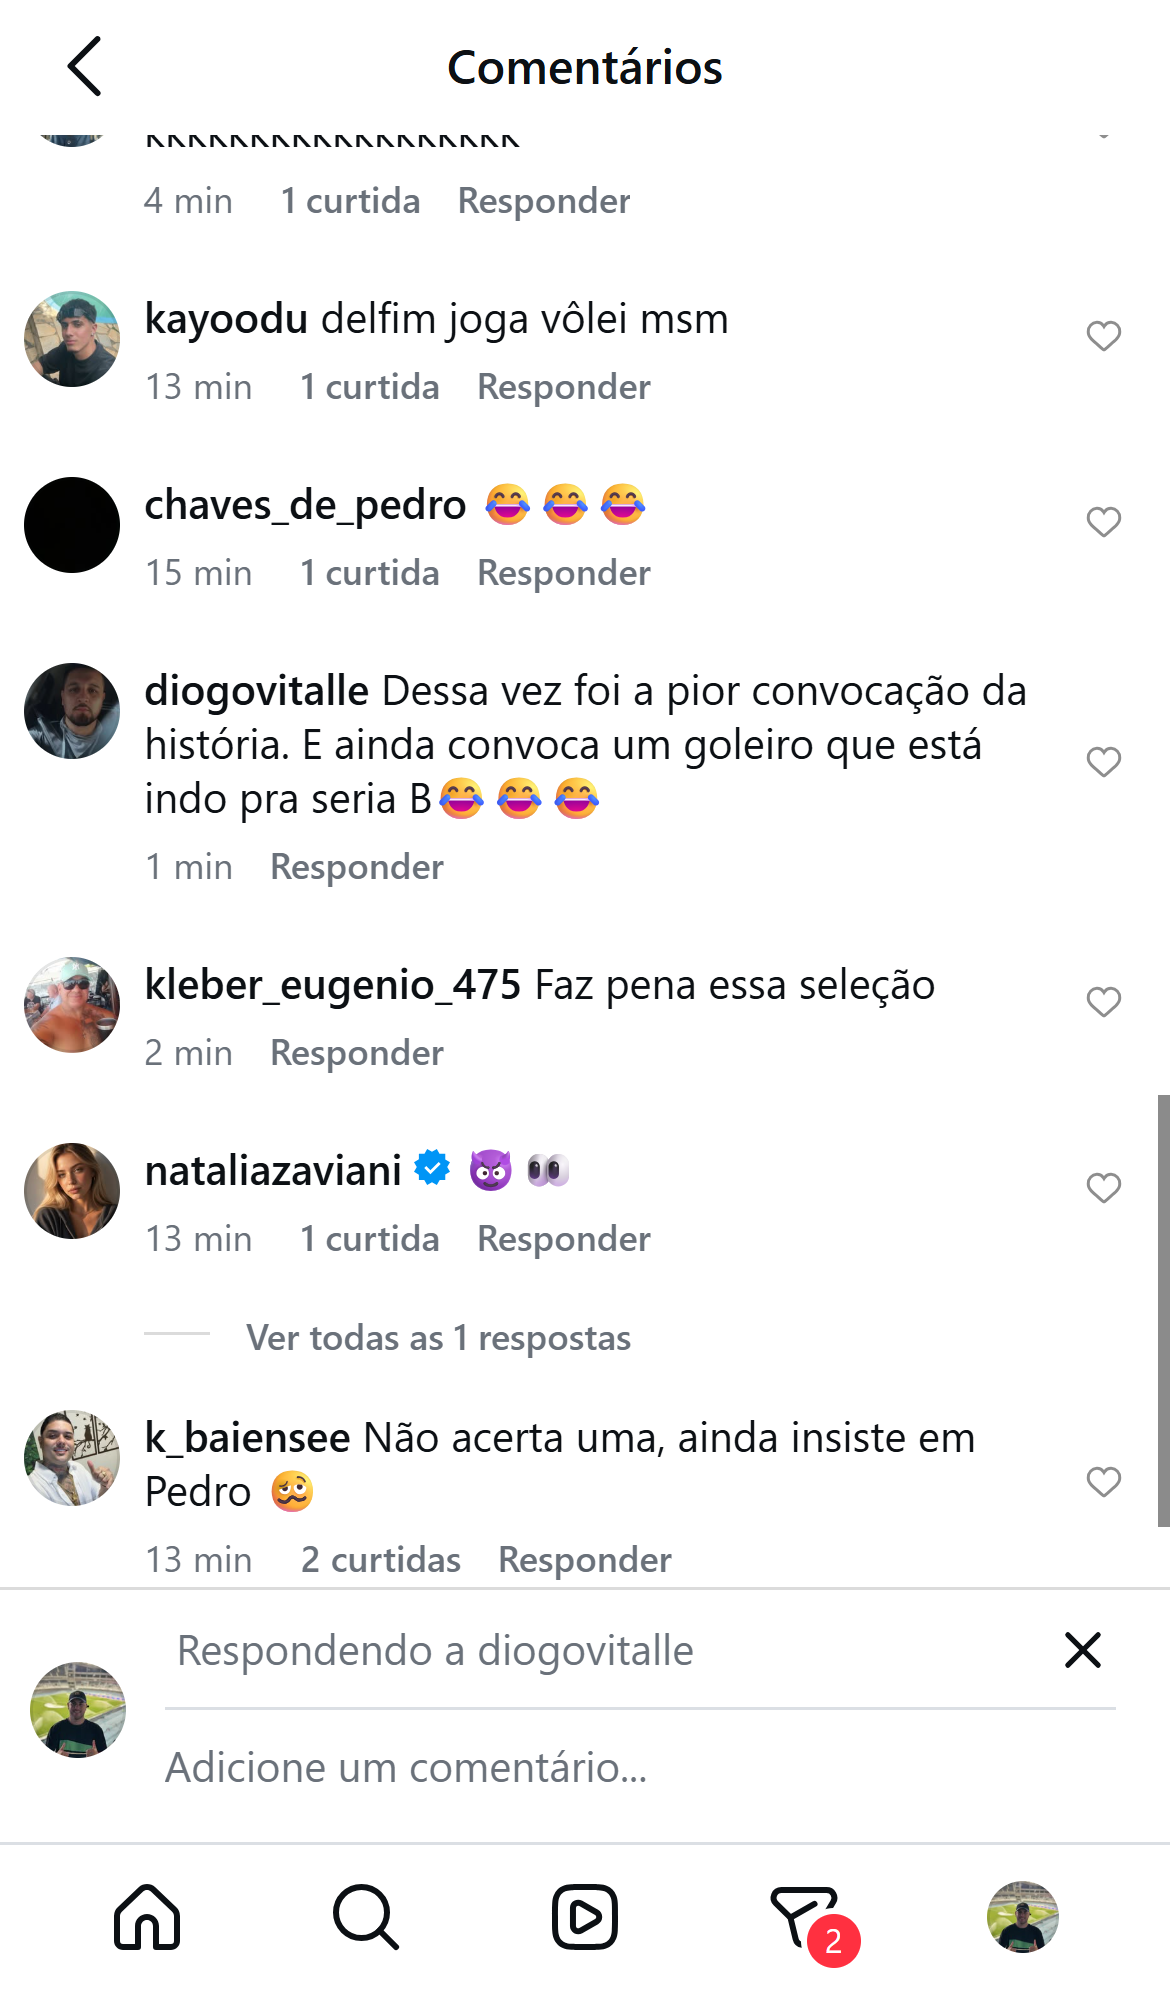 Comentários
4 min 1 curtida Responder
kayoodu delfim joga vôlei msm
13 min 1 curtida Responder
chaves_de_pedro 😂😂😂
15 min 1 curtida Responder
diogovitalle Dessa vez foi a pior convocação da
história. E ainda convoca um goleiro que está
indo pra seria B😂😂😂
1 min Responder
kleber_eugenio_475 Faz pena essa seleção
2 min Responder
nataliazaviani 😈👀
13 min 1 curtida Responder
Ver todas as 1 respostas
k_baiensee Não acerta uma, ainda insiste em
Pedro 🥴
13 min 2 curtidas Responder
Respondendo a diogovitalle
Adicione um comentário...
2